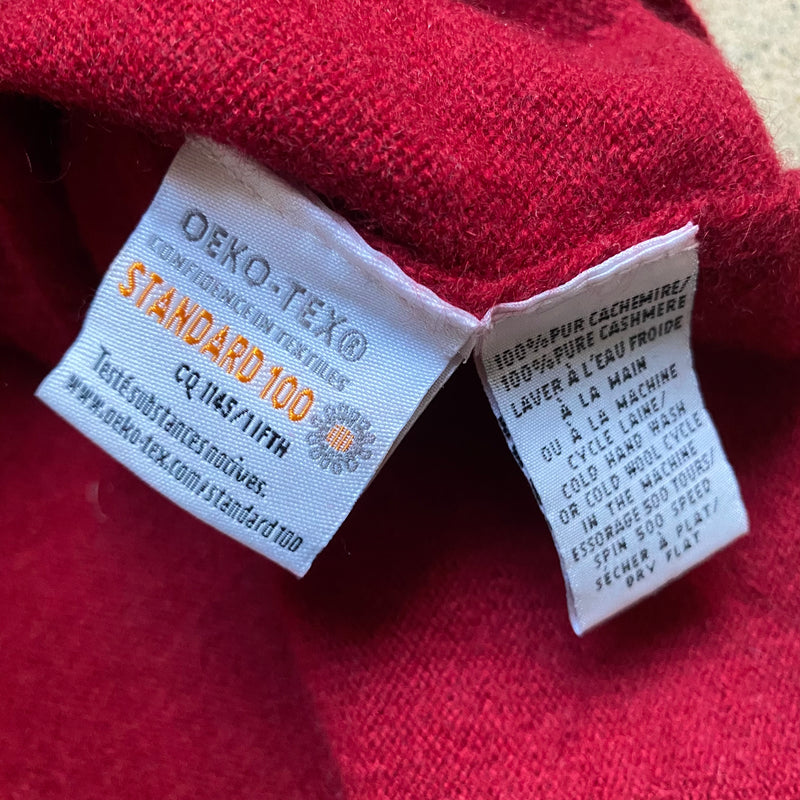 OEKO-TEX®
CONFIDENCE IN TEXTILES
STANDARD 100
CQ 1145/1 IFTH
Testé substances nocives.
www.oeko-tex.com/standard100
100% PUR CACHEMIRE/
100% PURE CASHMERE
LAVER À L'EAU FROIDE
À LA MAIN
OU À LA MACHINE
CYCLE LAINE/
COLD HAND WASH
OR COLD WOOL CYCLE
IN THE MACHINE
ESSORAGE 500 TOURS/
SPIN 500 SPEED
SÉCHER À PLAT/
DRY FLAT